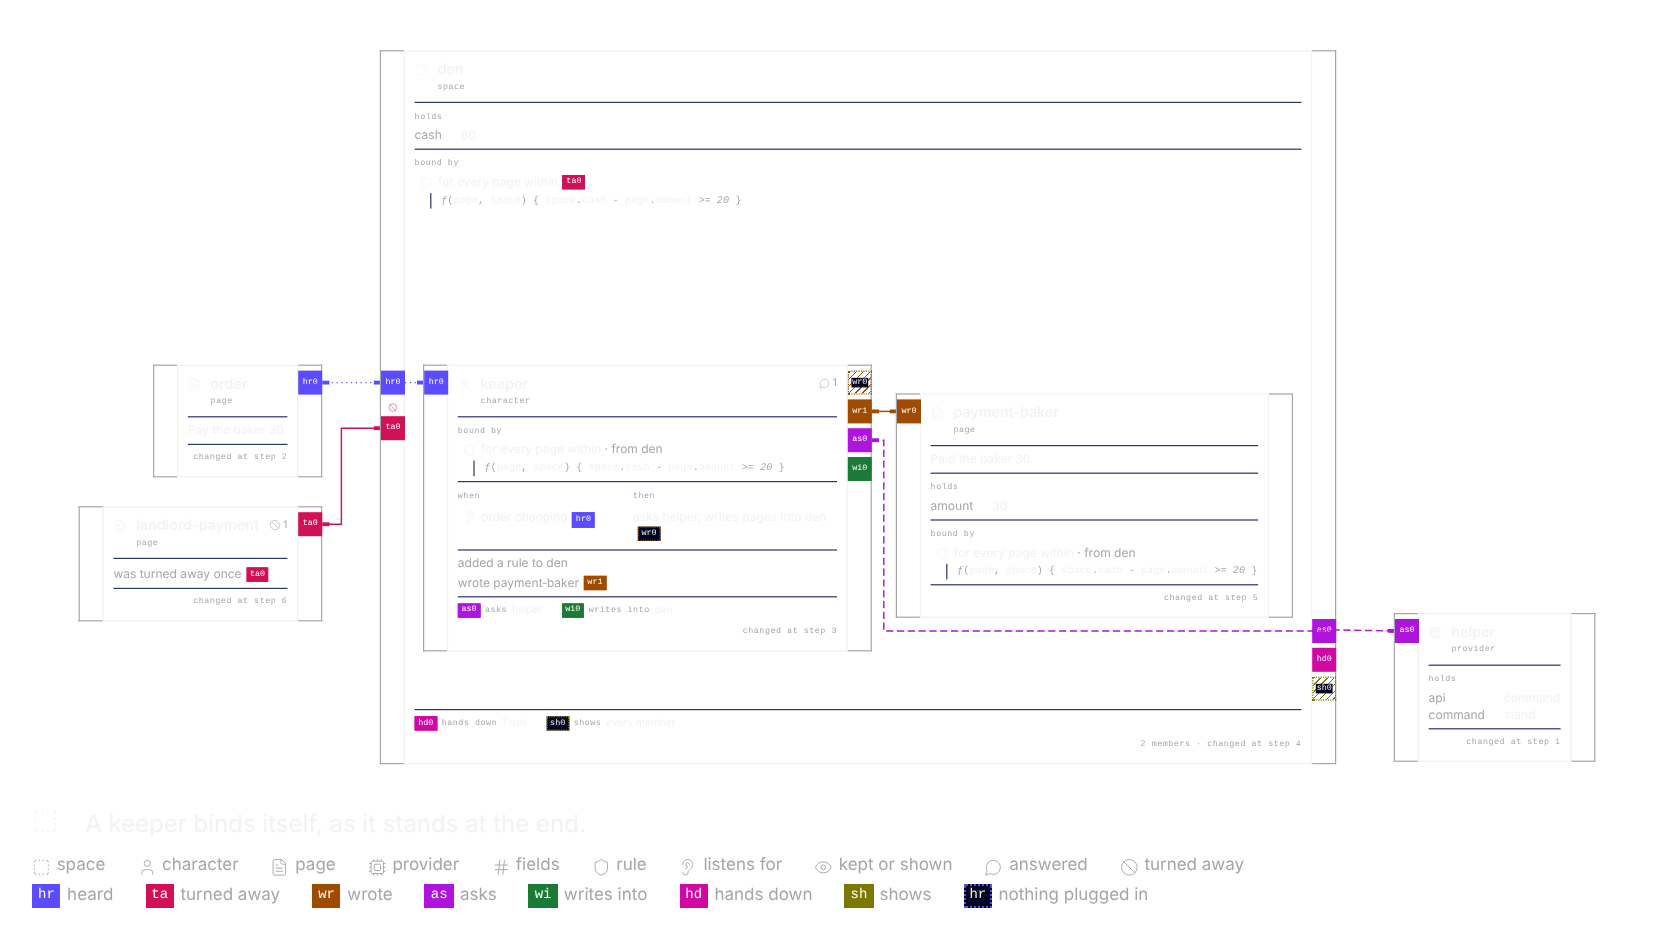 den
space
holds
cash 80
bound by
for every page within ta0
f(page, space) { space.cash - page.amount >= 20 }
order
page
Pay the baker 30.
changed at step 2
hr0
hr0
hr0
ta0
landlord-payment 1
page
was turned away once ta0
changed at step 6
ta0
keeper 1
character
bound by
for every page within · from den
f(page, space) { space.cash - page.amount >= 20 }
when then
order changing hr0 asks helper, writes pages into den
wr0
added a rule to den
wrote payment-baker wr1
as0 asks helper wi0 writes into den
changed at step 3
wr0
wr1
as0
wi0
wr0
payment-baker
page
Paid the baker 30.
holds
amount 30
bound by
for every page within · from den
f(page, space) { space.cash - page.amount >= 20 }
changed at step 5
as0
hd0
sh0
as0
helper
provider
holds
api command
command stand
changed at step 1
hd0 hands down 1 rule sh0 shows every member
2 members · changed at step 4
A keeper binds itself, as it stands at the end.
space character page provider fields rule listens for kept or shown answered turned away
hr heard ta turned away wr wrote as asks wi writes into hd hands down sh shows hr nothing plugged in